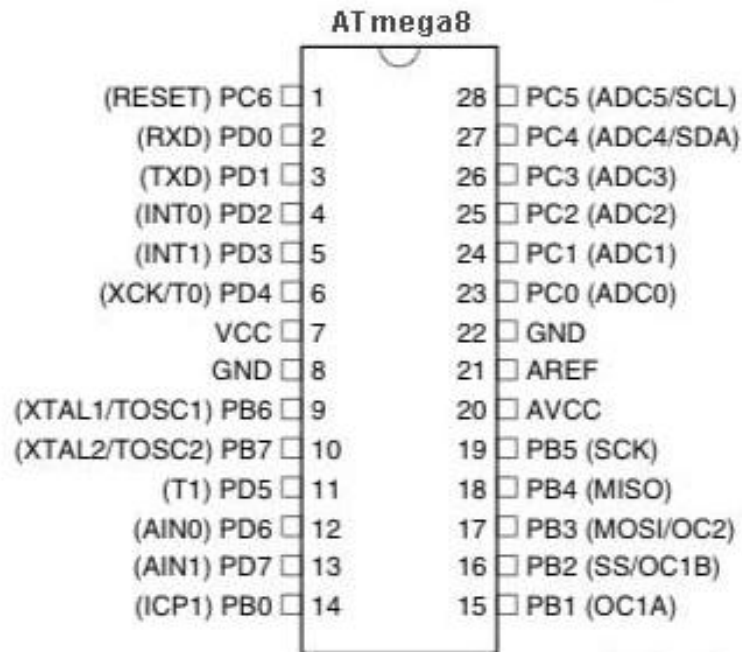 ATmega8
(RESET) PC6 1 28 PC5 (ADC5/SCL)
(RXD) PD0 2 27 PC4 (ADC4/SDA)
(TXD) PD1 3 26 PC3 (ADC3)
(INT0) PD2 4 25 PC2 (ADC2)
(INT1) PD3 5 24 PC1 (ADC1)
(XCK/T0) PD4 6 23 PC0 (ADC0)
VCC 7 22 GND
GND 8 21 AREF
(XTAL1/TOSC1) PB6 9 20 AVCC
(XTAL2/TOSC2) PB7 10 19 PB5 (SCK)
(T1) PD5 11 18 PB4 (MISO)
(AIN0) PD6 12 17 PB3 (MOSI/OC2)
(AIN1) PD7 13 16 PB2 (SS/OC1B)
(ICP1) PB0 14 15 PB1 (OC1A)